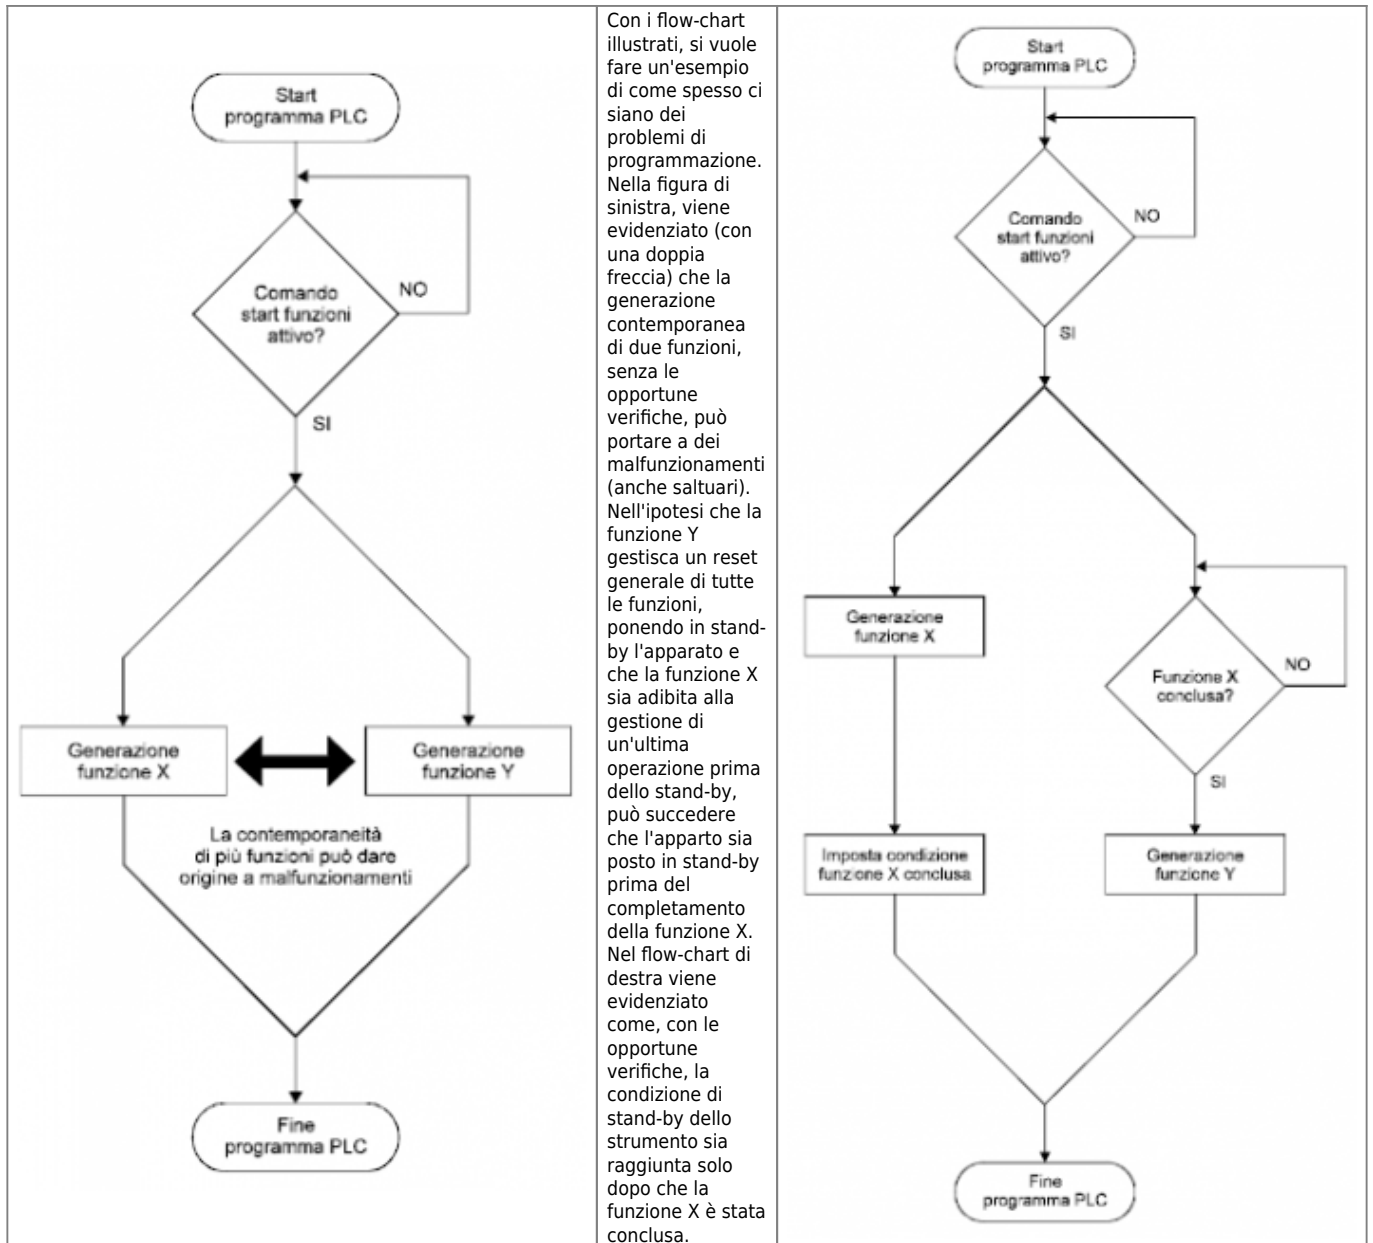 Start
programma PLC
Comando
start funzioni
attivo?
NO
SI
Generazione
funzione X
Generazione
funzione Y
La contemporaneità
di più funzioni può dare
origine a malfunzionamenti
Fine
programma PLC
Con i flow-chart
illustrati, si vuole
fare un'esempio
di come spesso ci
siano dei
problemi di
programmazione.
Nella figura di
sinistra, viene
evidenziato (con
una doppia
freccia) che la
generazione
contemporanea
di due funzioni,
senza le
opportune
verifiche, può
portare a dei
malfunzionamenti
(anche saltuari).
Nell'ipotesi che la
funzione Y
gestisca un reset
generale di tutte
le funzioni,
ponendo in stand-
by l'apparato e
che la funzione X
sia adibita alla
gestione di
un'ultima
operazione prima
dello stand-by,
può succedere
che l'apparto sia
posto in stand-by
prima del
completamento
della funzione X.
Nel flow-chart di
destra viene
evidenziato
come, con le
opportune
verifiche, la
condizione di
stand-by dello
strumento sia
raggiunta solo
dopo che la
funzione X è stata
conclusa.
Start
programma PLC
Comando
start funzioni
attivo?
NO
SI
Generazione
funzione X
Funzione X
conclusa?
NO
SI
Imposta condizione
funzione X conclusa
Generazione
funzione Y
Fine
programma PLC